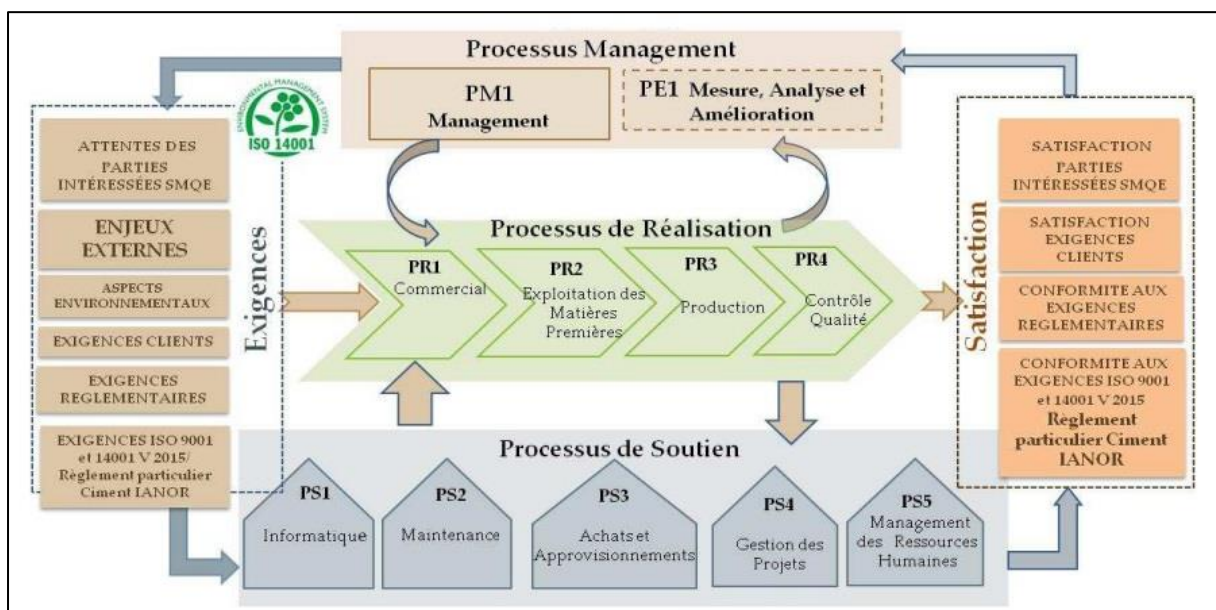 Processus Management
PM1
Management
PE1 Mesure, Analyse et
Amélioration
ENVIRONMENTAL MANAGEMENT SYSTEM
ISO 14001
ATTENTES DES
PARTIES
INTÉRESSÉES SMQE
ENJEUX
EXTERNES
ASPECTS
ENVIRONNEMENTAUX
EXIGENCES CLIENTS
EXIGENCES
REGLEMENTAIRES
EXIGENCES ISO 9001
et 14001 V 2015/
Règlement particulier
Ciment IANOR
Exigences
Processus de Réalisation
PR1
Commercial
PR2
Exploitation des
Matières
Premières
PR3
Production
PR4
Contrôle
Qualité
Satisfaction
SATISFACTION
PARTIES
INTÉRESSÉES SMQE
SATISFACTION
EXIGENCES
CLIENTS
CONFORMITE AUX
EXIGENCES
REGLEMENTAIRES
CONFORMITE AUX
EXIGENCES ISO 9001
et 14001 V 2015
Règlement
particulier Ciment
IANOR
Processus de Soutien
PS1
Informatique
PS2
Maintenance
PS3
Achats et
Approvisionnements
PS4
Gestion des
Projets
PS5
Management
des Ressources
Humaines